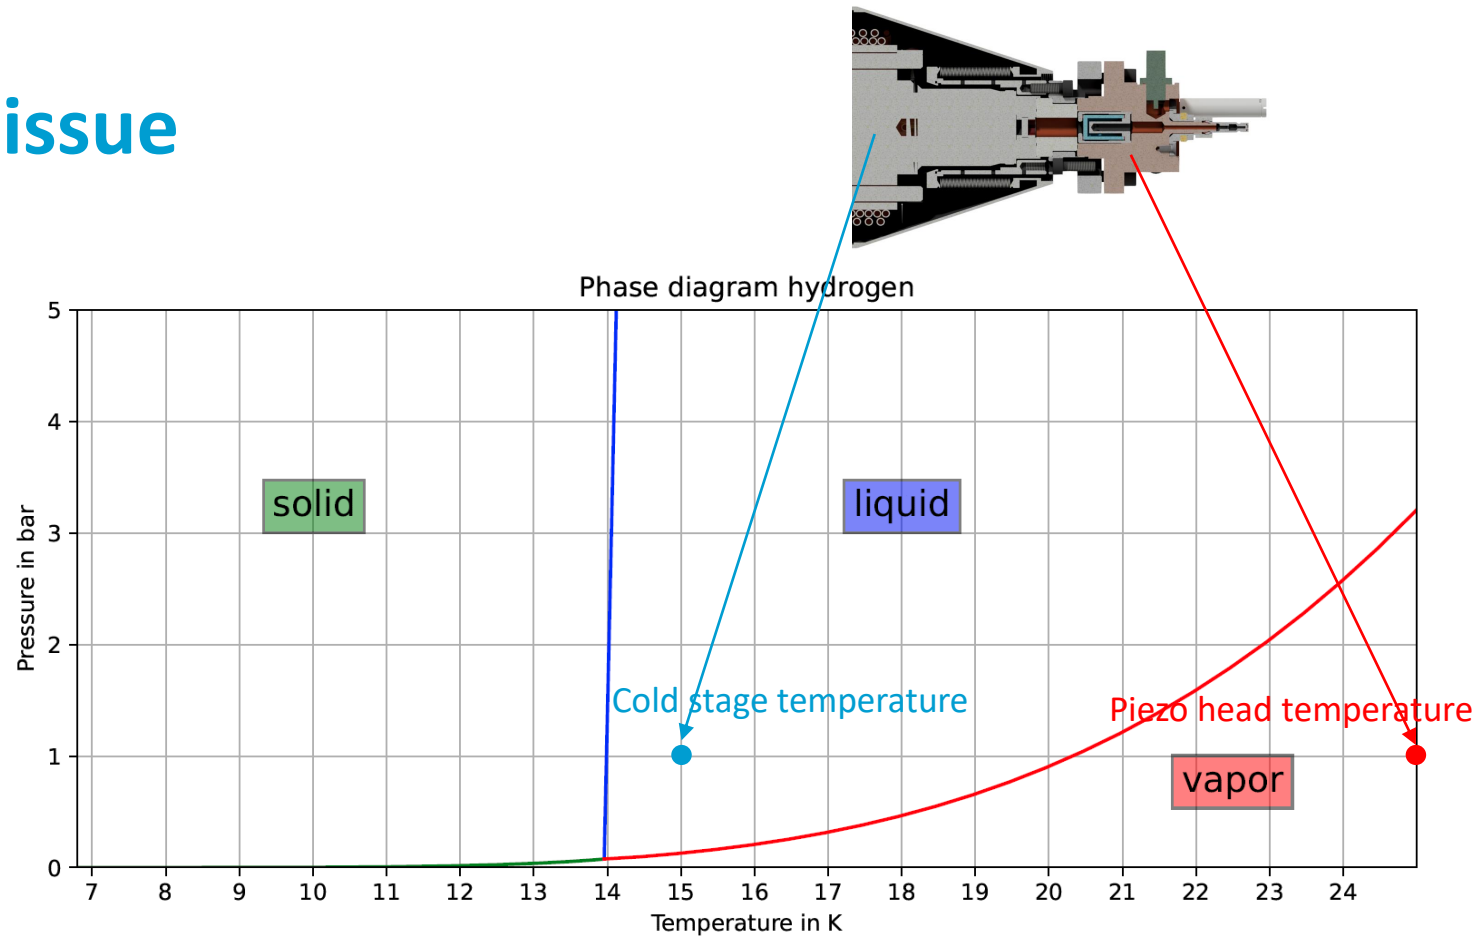 issue
Phase diagram hydrogen
5
4
3
2
1
0
Pressure in bar
solid
liquid
Cold stage temperature
Piezo head temperature
vapor
7 8 9 10 11 12 13 14 15 16 17 18 19 20 21 22 23 24
Temperature in K